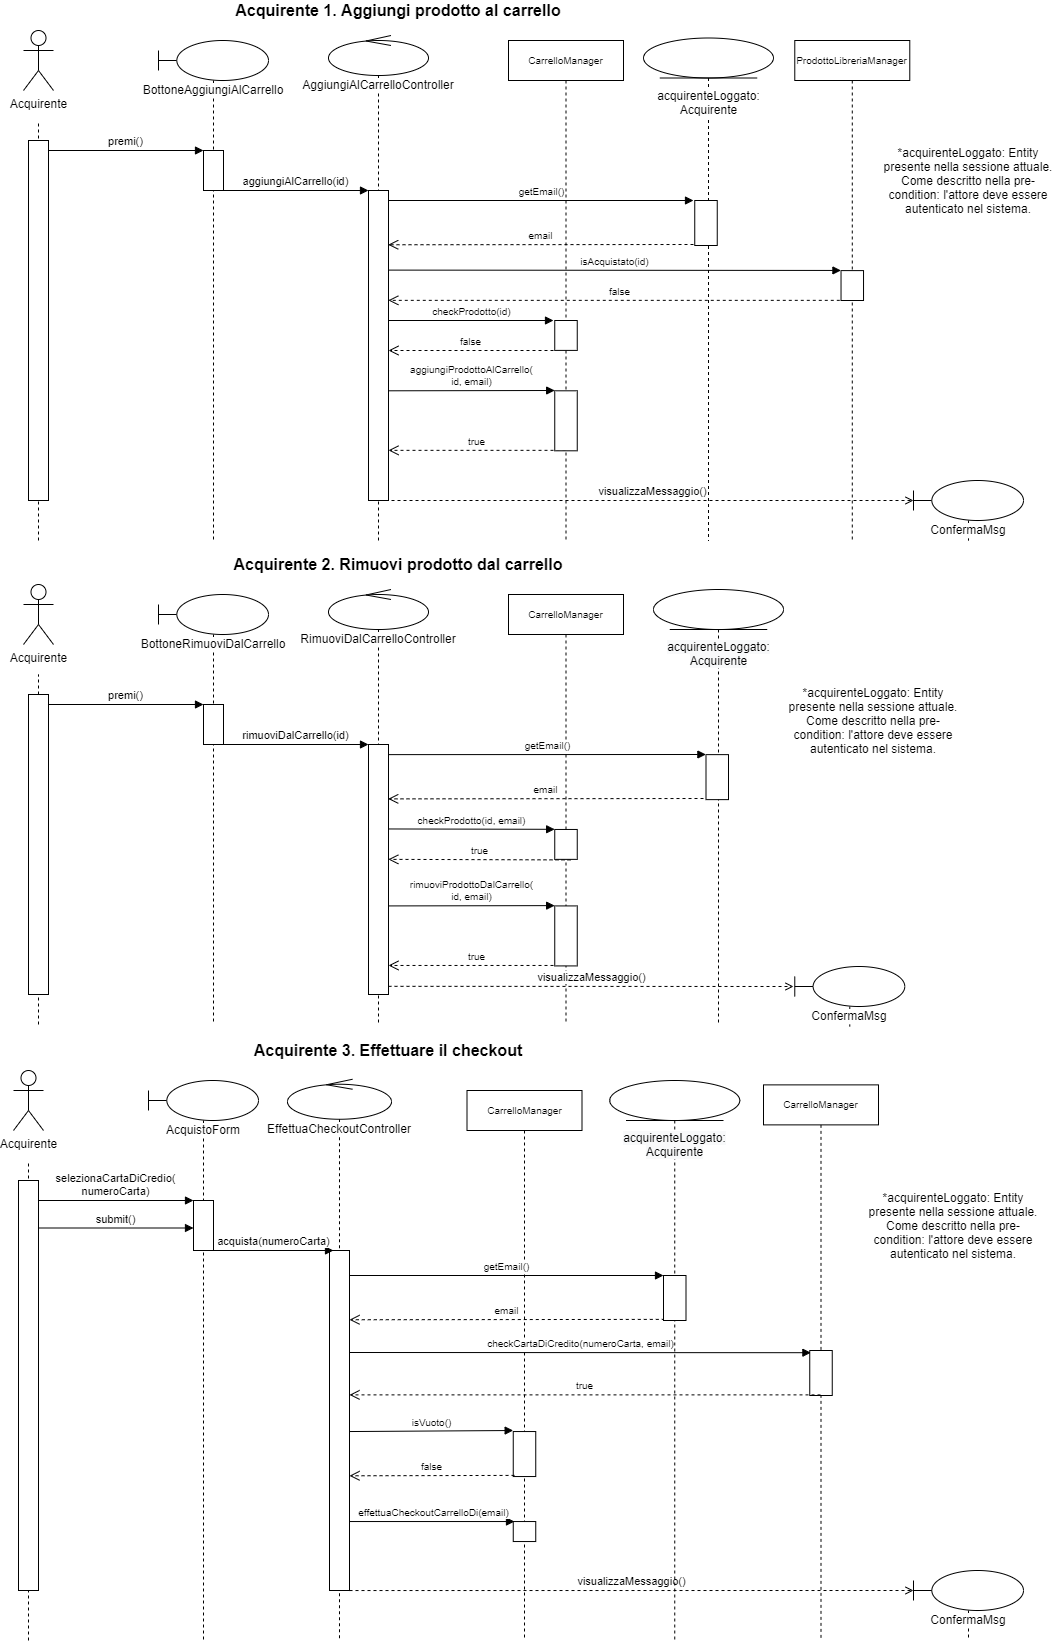 Acquirente 1. Aggiungi prodotto al carrello
Acquirente
BottoneAggiungiAlCarrello
AggiungiAlCarrelloController
CarrelloManager
acquirenteLoggato:
Acquirente
ProdottoLibreriaManager
*acquirenteLoggato: Entity
presente nella sessione attuale.
Come descritto nella pre-
condition: l'attore deve essere
autenticato nel sistema.
premi()
aggiungiAlCarrello(id)
getEmail()
email
isAcquistato(id)
false
checkProdotto(id)
false
aggiungiProdottoAlCarrello(
id, email)
true
visualizzaMessaggio()
ConfermaMsg
Acquirente 2. Rimuovi prodotto dal carrello
Acquirente
BottoneRimuoviDalCarrello
RimuoviDalCarrelloController
CarrelloManager
acquirenteLoggato:
Acquirente
*acquirenteLoggato: Entity
presente nella sessione attuale.
Come descritto nella pre-
condition: l'attore deve essere
autenticato nel sistema.
premi()
rimuoviDalCarrello(id)
getEmail()
email
checkProdotto(id, email)
true
rimuoviProdottoDalCarrello(
id, email)
true
visualizzaMessaggio()
ConfermaMsg
Acquirente 3. Effettuare il checkout
Acquirente
AcquistoForm
EffettuaCheckoutController
CarrelloManager
acquirenteLoggato:
Acquirente
CarrelloManager
*acquirenteLoggato: Entity
presente nella sessione attuale.
Come descritto nella pre-
condition: l'attore deve essere
autenticato nel sistema.
selezionaCartaDiCredio(
numeroCarta)
submit()
acquista(numeroCarta)
getEmail()
email
checkCartaDiCredito(numeroCarta, email)
true
isVuoto()
false
effettuaCheckoutCarrelloDi(email)
visualizzaMessaggio()
ConfermaMsg